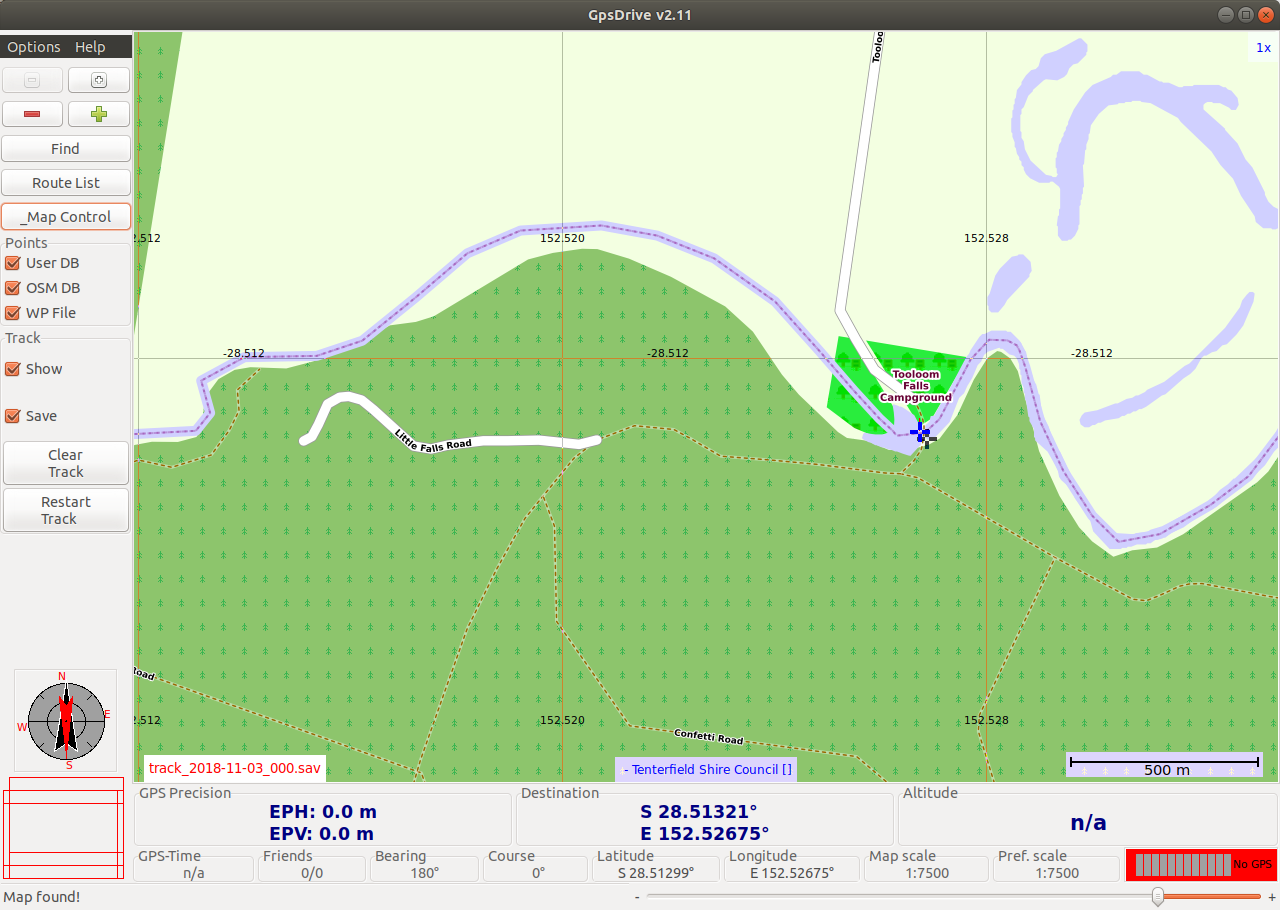 GpsDrive v2.11
Options Help
Find
Route List
_Map Control
Points
User DB
OSM DB
WP File
Track
Show
Save
Clear
Track
Restart
Track
N
W E
S
1x
Tooloo
2.512 152.520 152.528
-28.512 -28.512 -28.512
Tooloom
Falls
Campground
Little Falls Road
Road
2.512 152.520 152.528
Confetti Road
track_2018-11-03_000.sav
- Tenterfield Shire Council []
500 m
GPS Precision
EPH: 0.0 m
EPV: 0.0 m
Destination
S 28.51321°
E 152.52675°
Altitude
n/a
GPS-Time
n/a
Friends
0/0
Bearing
180°
Course
0°
Latitude
S 28.51299°
Longitude
E 152.52675°
Map scale
1:7500
Pref. scale
1:7500
No GPS
Map found!
- +